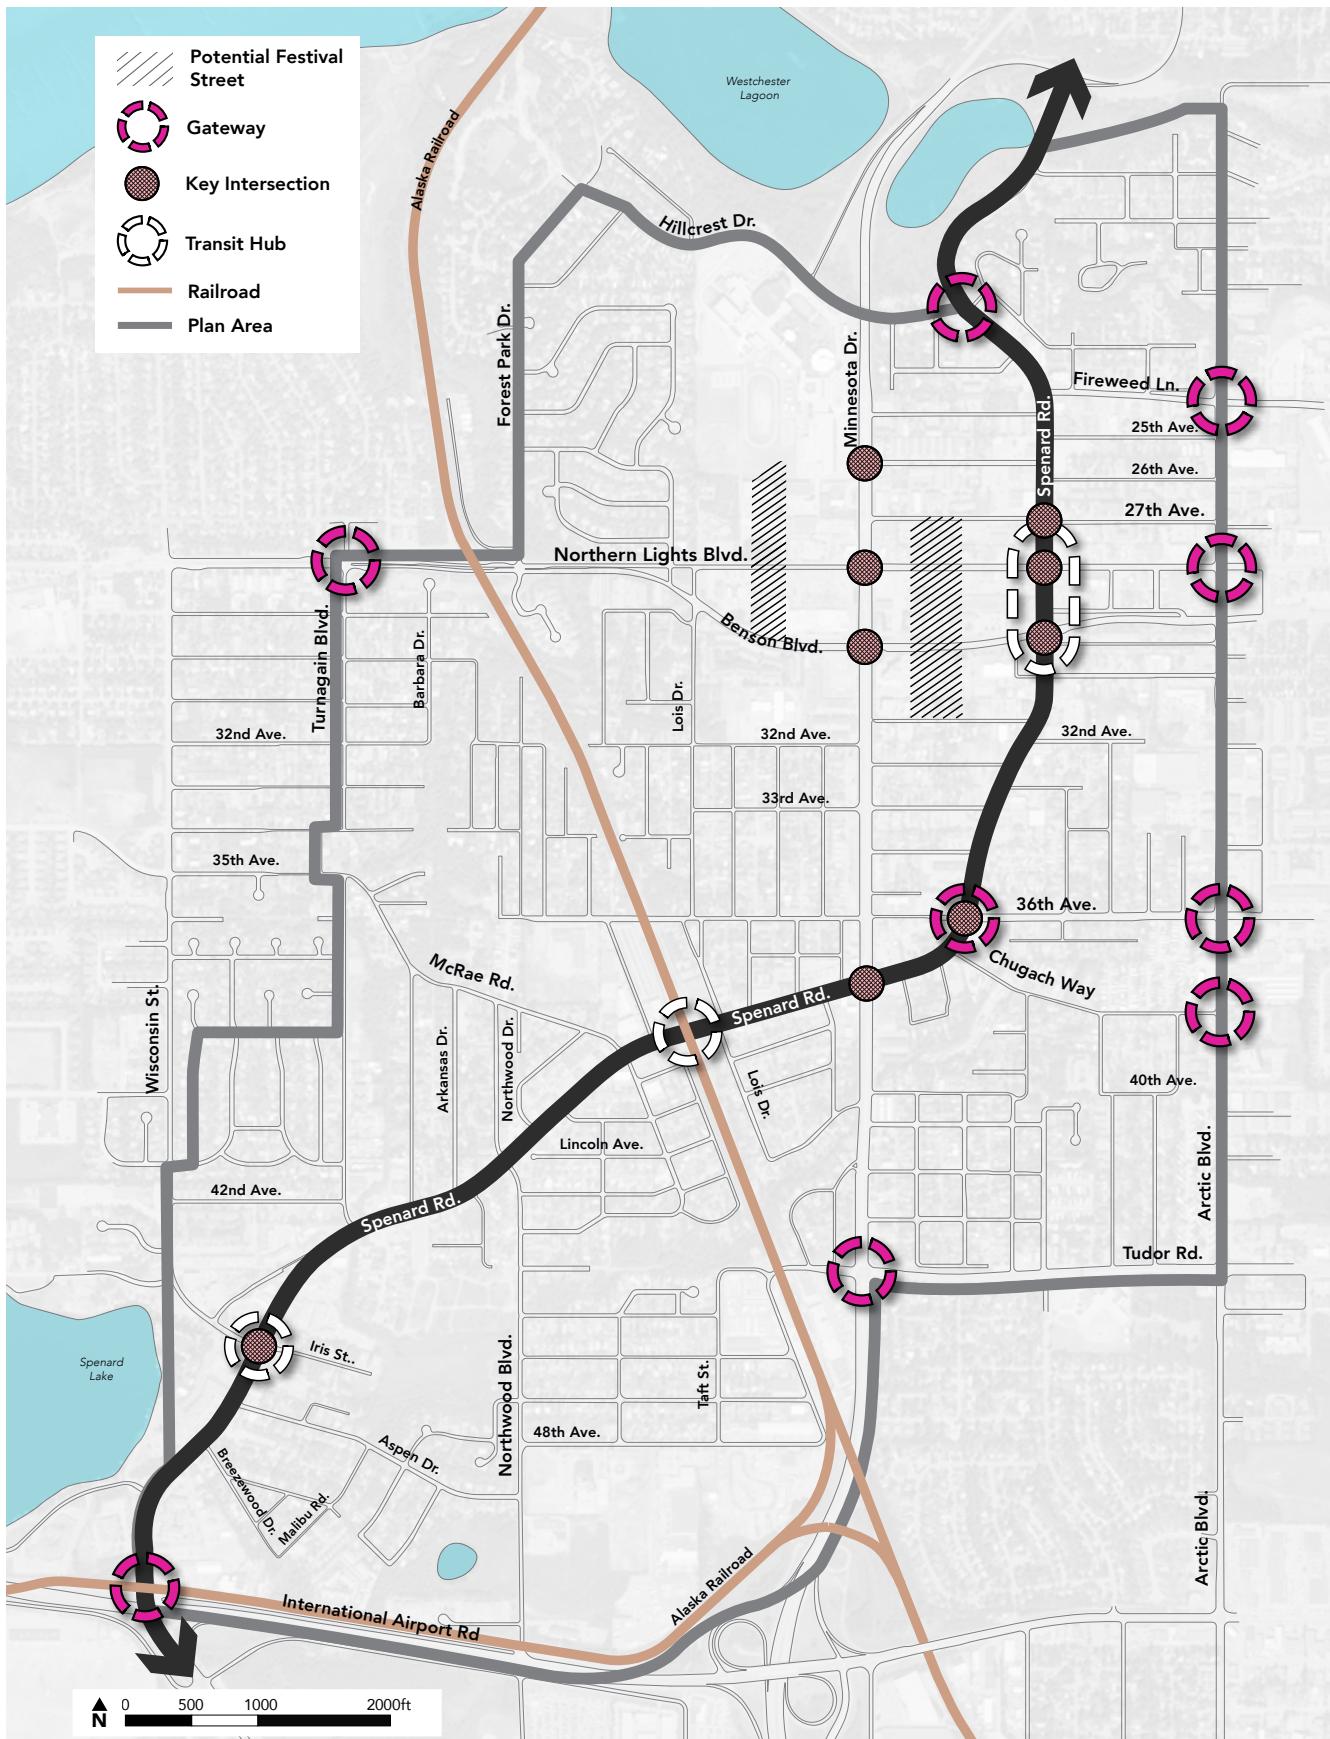 Potential Festival
Street
Gateway
Key Intersection
Transit Hub
Railroad
Plan Area
Westchester
Lagoon
Alaska Railroad
Hillcrest Dr.
Forest Park Dr.
Minnesota Dr.
Fireweed Ln.
Spenard Rd.
25th Ave.
26th Ave.
27th Ave.
Northern Lights Blvd.
Benson Blvd.
Turnagain Blvd.
Barbara Dr.
Lois Dr.
32nd Ave.
32nd Ave.
32nd Ave.
33rd Ave.
35th Ave.
36th Ave.
McRae Rd.
Chugach Way
Wisconsin St.
Spenard Rd.
Arkansas Dr.
Northwood Dr.
Lois Dr.
40th Ave.
Lincoln Ave.
Arctic Blvd.
42nd Ave.
Spenard Rd.
Tudor Rd.
Spenard
Lake
Iris St..
Northwood Blvd.
Taft St.
48th Ave.
Aspen Dr.
Breezewood Dr.
Malibu Rd.
Arctic Blvd.
Alaska Railroad
International Airport Rd
N
0 500 1000 2000ft